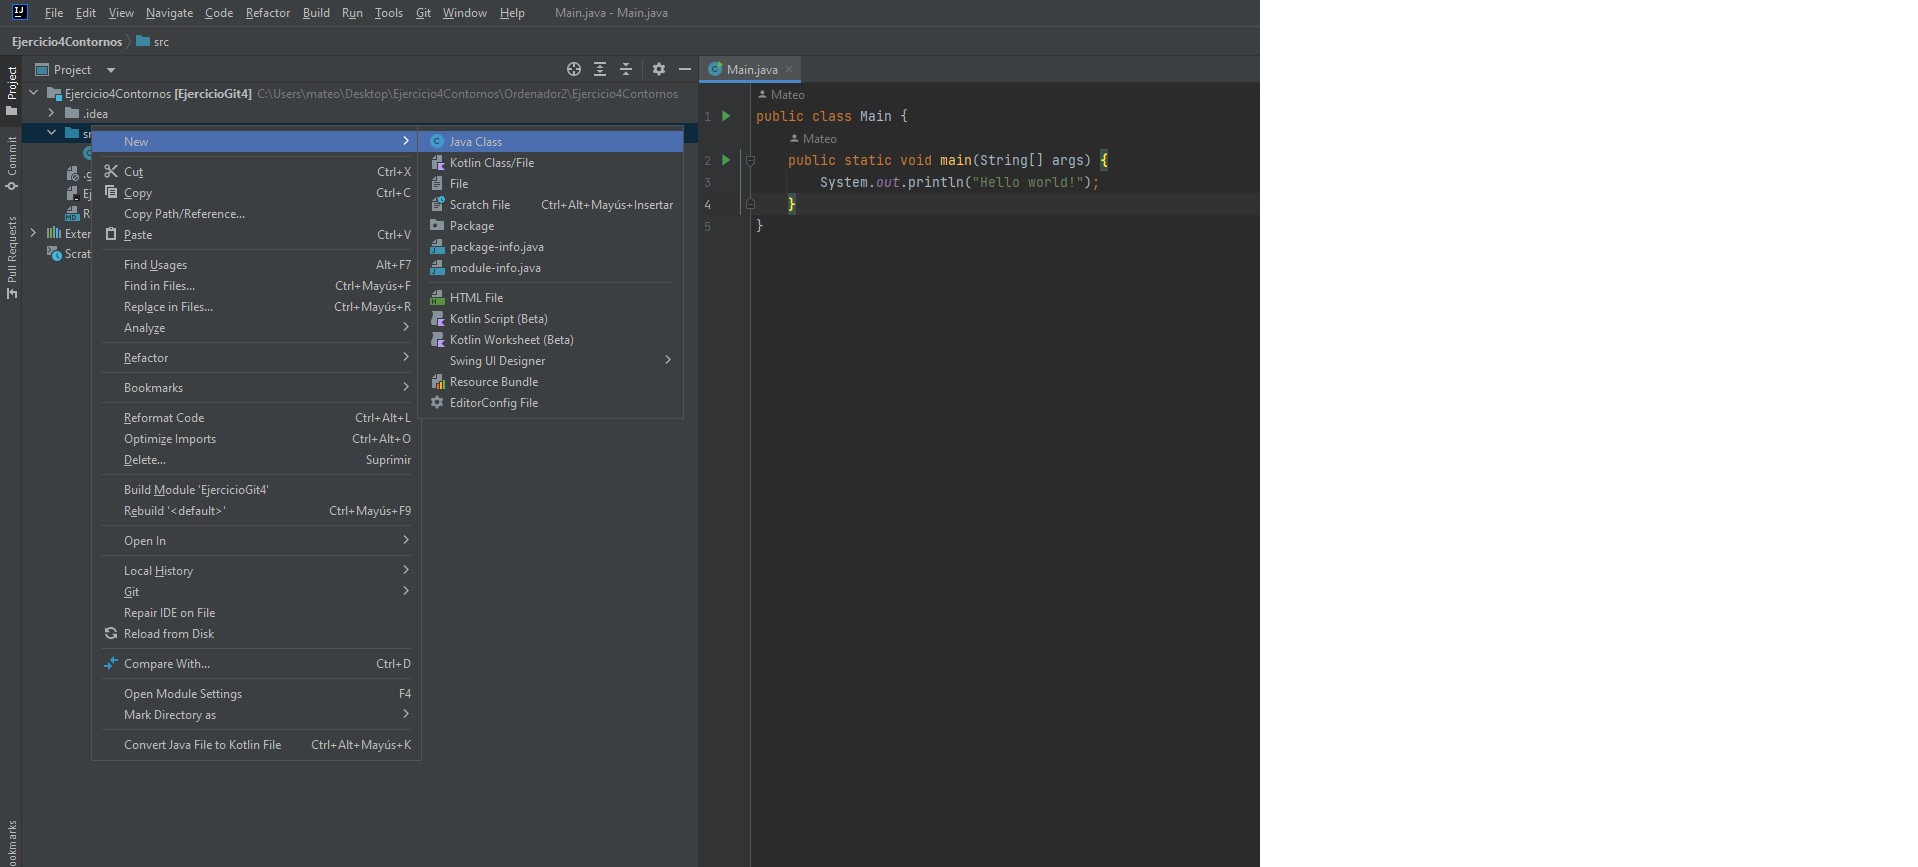 File Edit View Navigate Code Refactor Build Run Tools Git Window Help Main.java - Main.java
Ejercicio4Contornos src
Project
Commit
Pull Requests
ookmarks
Project
Ejercicio4Contornos [EjercicioGit4] C:\Users\mateo\Desktop\Ejercicio4Contornos\Ordenador2\Ejercicio4Contornos
.idea
sr
.g
Ej
R
Exter
Scrat
New
Cut Ctrl+X
Copy Ctrl+C
Copy Path/Reference...
Paste Ctrl+V
Find Usages Alt+F7
Find in Files... Ctrl+Mayús+F
Replace in Files... Ctrl+Mayús+R
Analyze
Refactor
Bookmarks
Reformat Code Ctrl+Alt+L
Optimize Imports Ctrl+Alt+O
Delete... Suprimir
Build Module 'EjercicioGit4'
Rebuild '<default>' Ctrl+Mayús+F9
Open In
Local History
Git
Repair IDE on File
Reload from Disk
Compare With... Ctrl+D
Open Module Settings F4
Mark Directory as
Convert Java File to Kotlin File Ctrl+Alt+Mayús+K
Java Class
Kotlin Class/File
File
Scratch File Ctrl+Alt+Mayús+Insertar
Package
package-info.java
module-info.java
HTML File
Kotlin Script (Beta)
Kotlin Worksheet (Beta)
Swing UI Designer
Resource Bundle
EditorConfig File
Main.java
Mateo
1 public class Main {
Mateo
2 public static void main(String[] args) {
3 System.out.println("Hello world!");
4 }
5 }